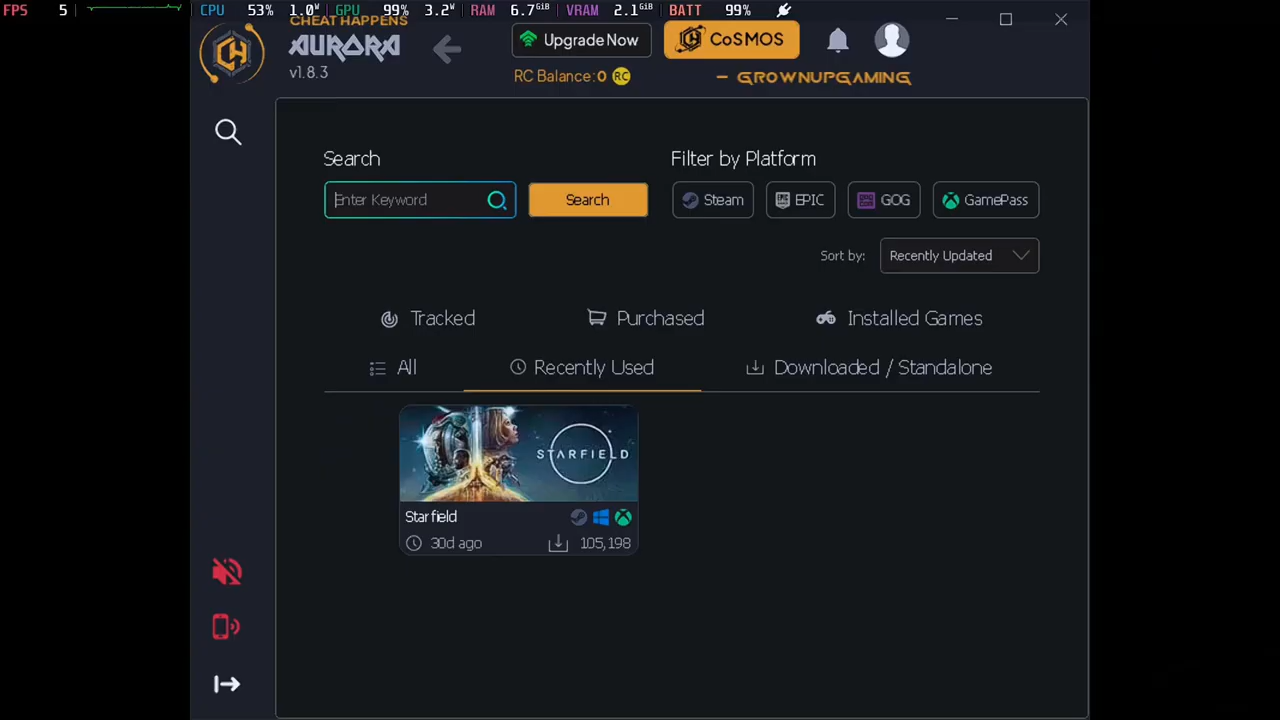 FPS 5 CPU 53% 1.0W GPU 99% 3.2W RAM 6.7GiB VRAM 2.1GiB BATT 99%
CHEAT HAPPENS
AURORA
v1.8.3
Upgrade Now
CoSMOS
RC Balance: 0 RC
– GROWNUPGAMING
Search
Filter by Platform
Enter Keyword
Search
Steam
EPIC
GOG
GamePass
Sort by:
Recently Updated
Tracked
Purchased
Installed Games
All
Recently Used
Downloaded / Standalone
STARFIELD
Starfield
30d ago
105,198